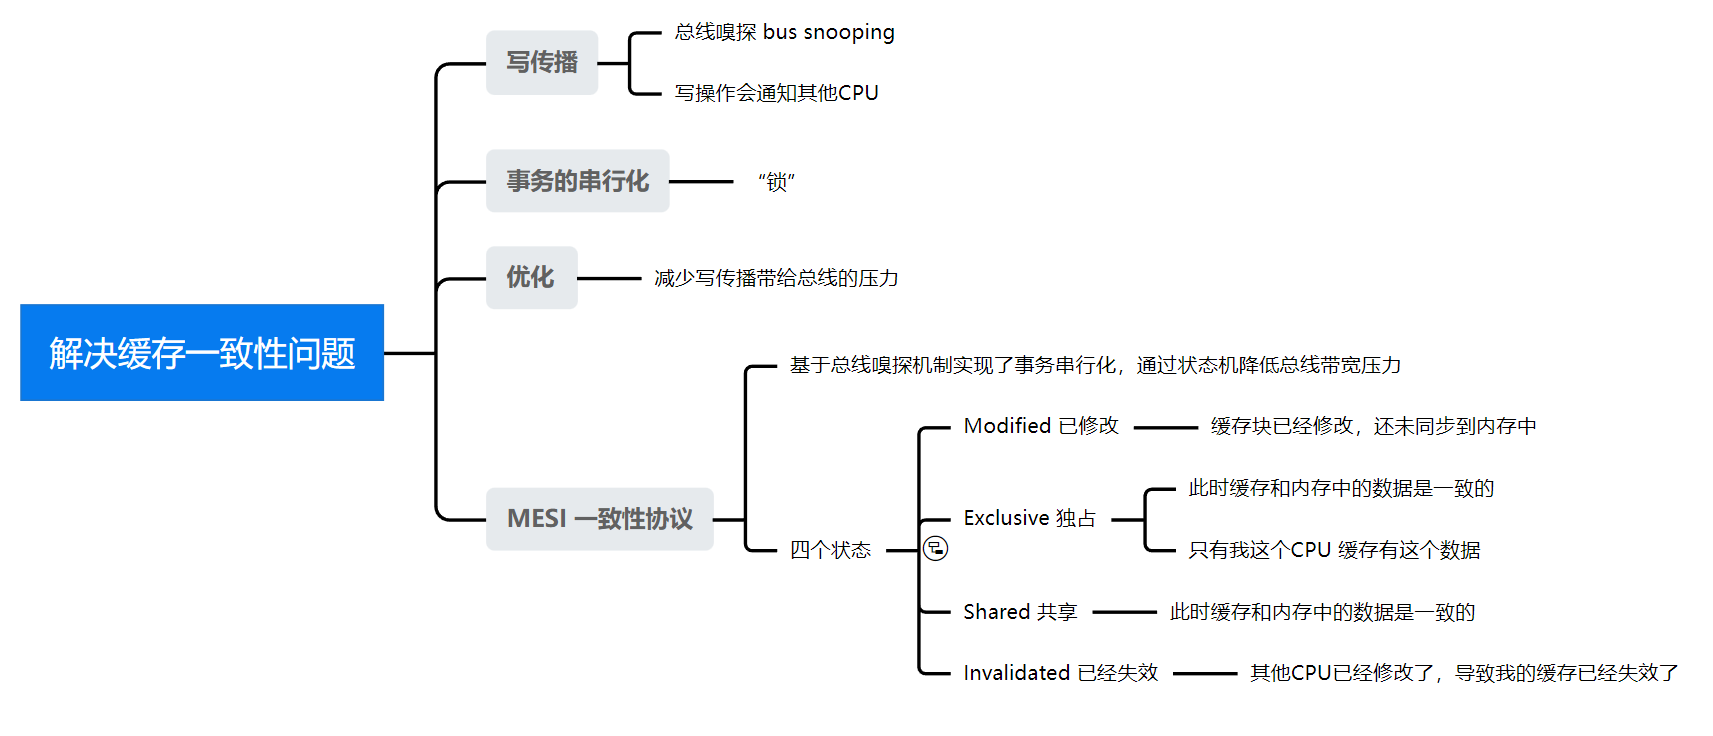 解决缓存一致性问题
写传播
总线嗅探 bus snooping
写操作会通知其他CPU
事务的串行化
“锁”
优化
减少写传播带给总线的压力
MESI 一致性协议
基于总线嗅探机制实现了事务串行化，通过状态机降低总线带宽压力
四个状态
Modified 已修改
缓存块已经修改，还未同步到内存中
Exclusive 独占
此时缓存和内存中的数据是一致的
只有我这个CPU 缓存有这个数据
Shared 共享
此时缓存和内存中的数据是一致的
Invalidated 已经失效
其他CPU已经修改了，导致我的缓存已经失效了